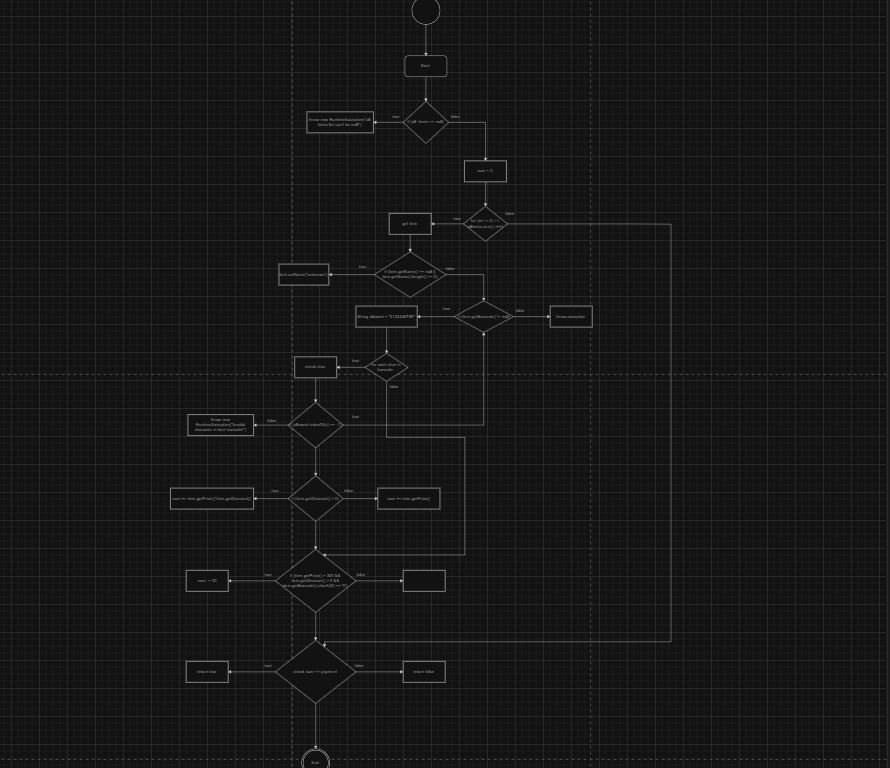 Start
true
false
throw new RuntimeException("all
items list can't be null")
if (all items == null)
sum = 0
true
false
get item
for (int i = 0; i <
allItems.size(); i++)
true
false
item.setName("unknown")
if (item.getName() == null ||
item.getName().length() == 0)
true
false
String allowed = "0123456789"
if (item.getBarcode() != null)
throw exception
true
check char
for each char in
barcode
false
false
true
throw new
RuntimeException("Invalid
character in item barcode!")
true
false
sum += item.getPrice()*(item.getDiscount()
if (item.getDiscount() > 0)
sum += item.getPrice()
true
false
sum -= 30
if (item.getPrice() > 300 &&
item.getDiscount() > 0 &&
item.getBarcode().charAt(0) == '0')
true
false
return true
check sum <= payment
return false
End